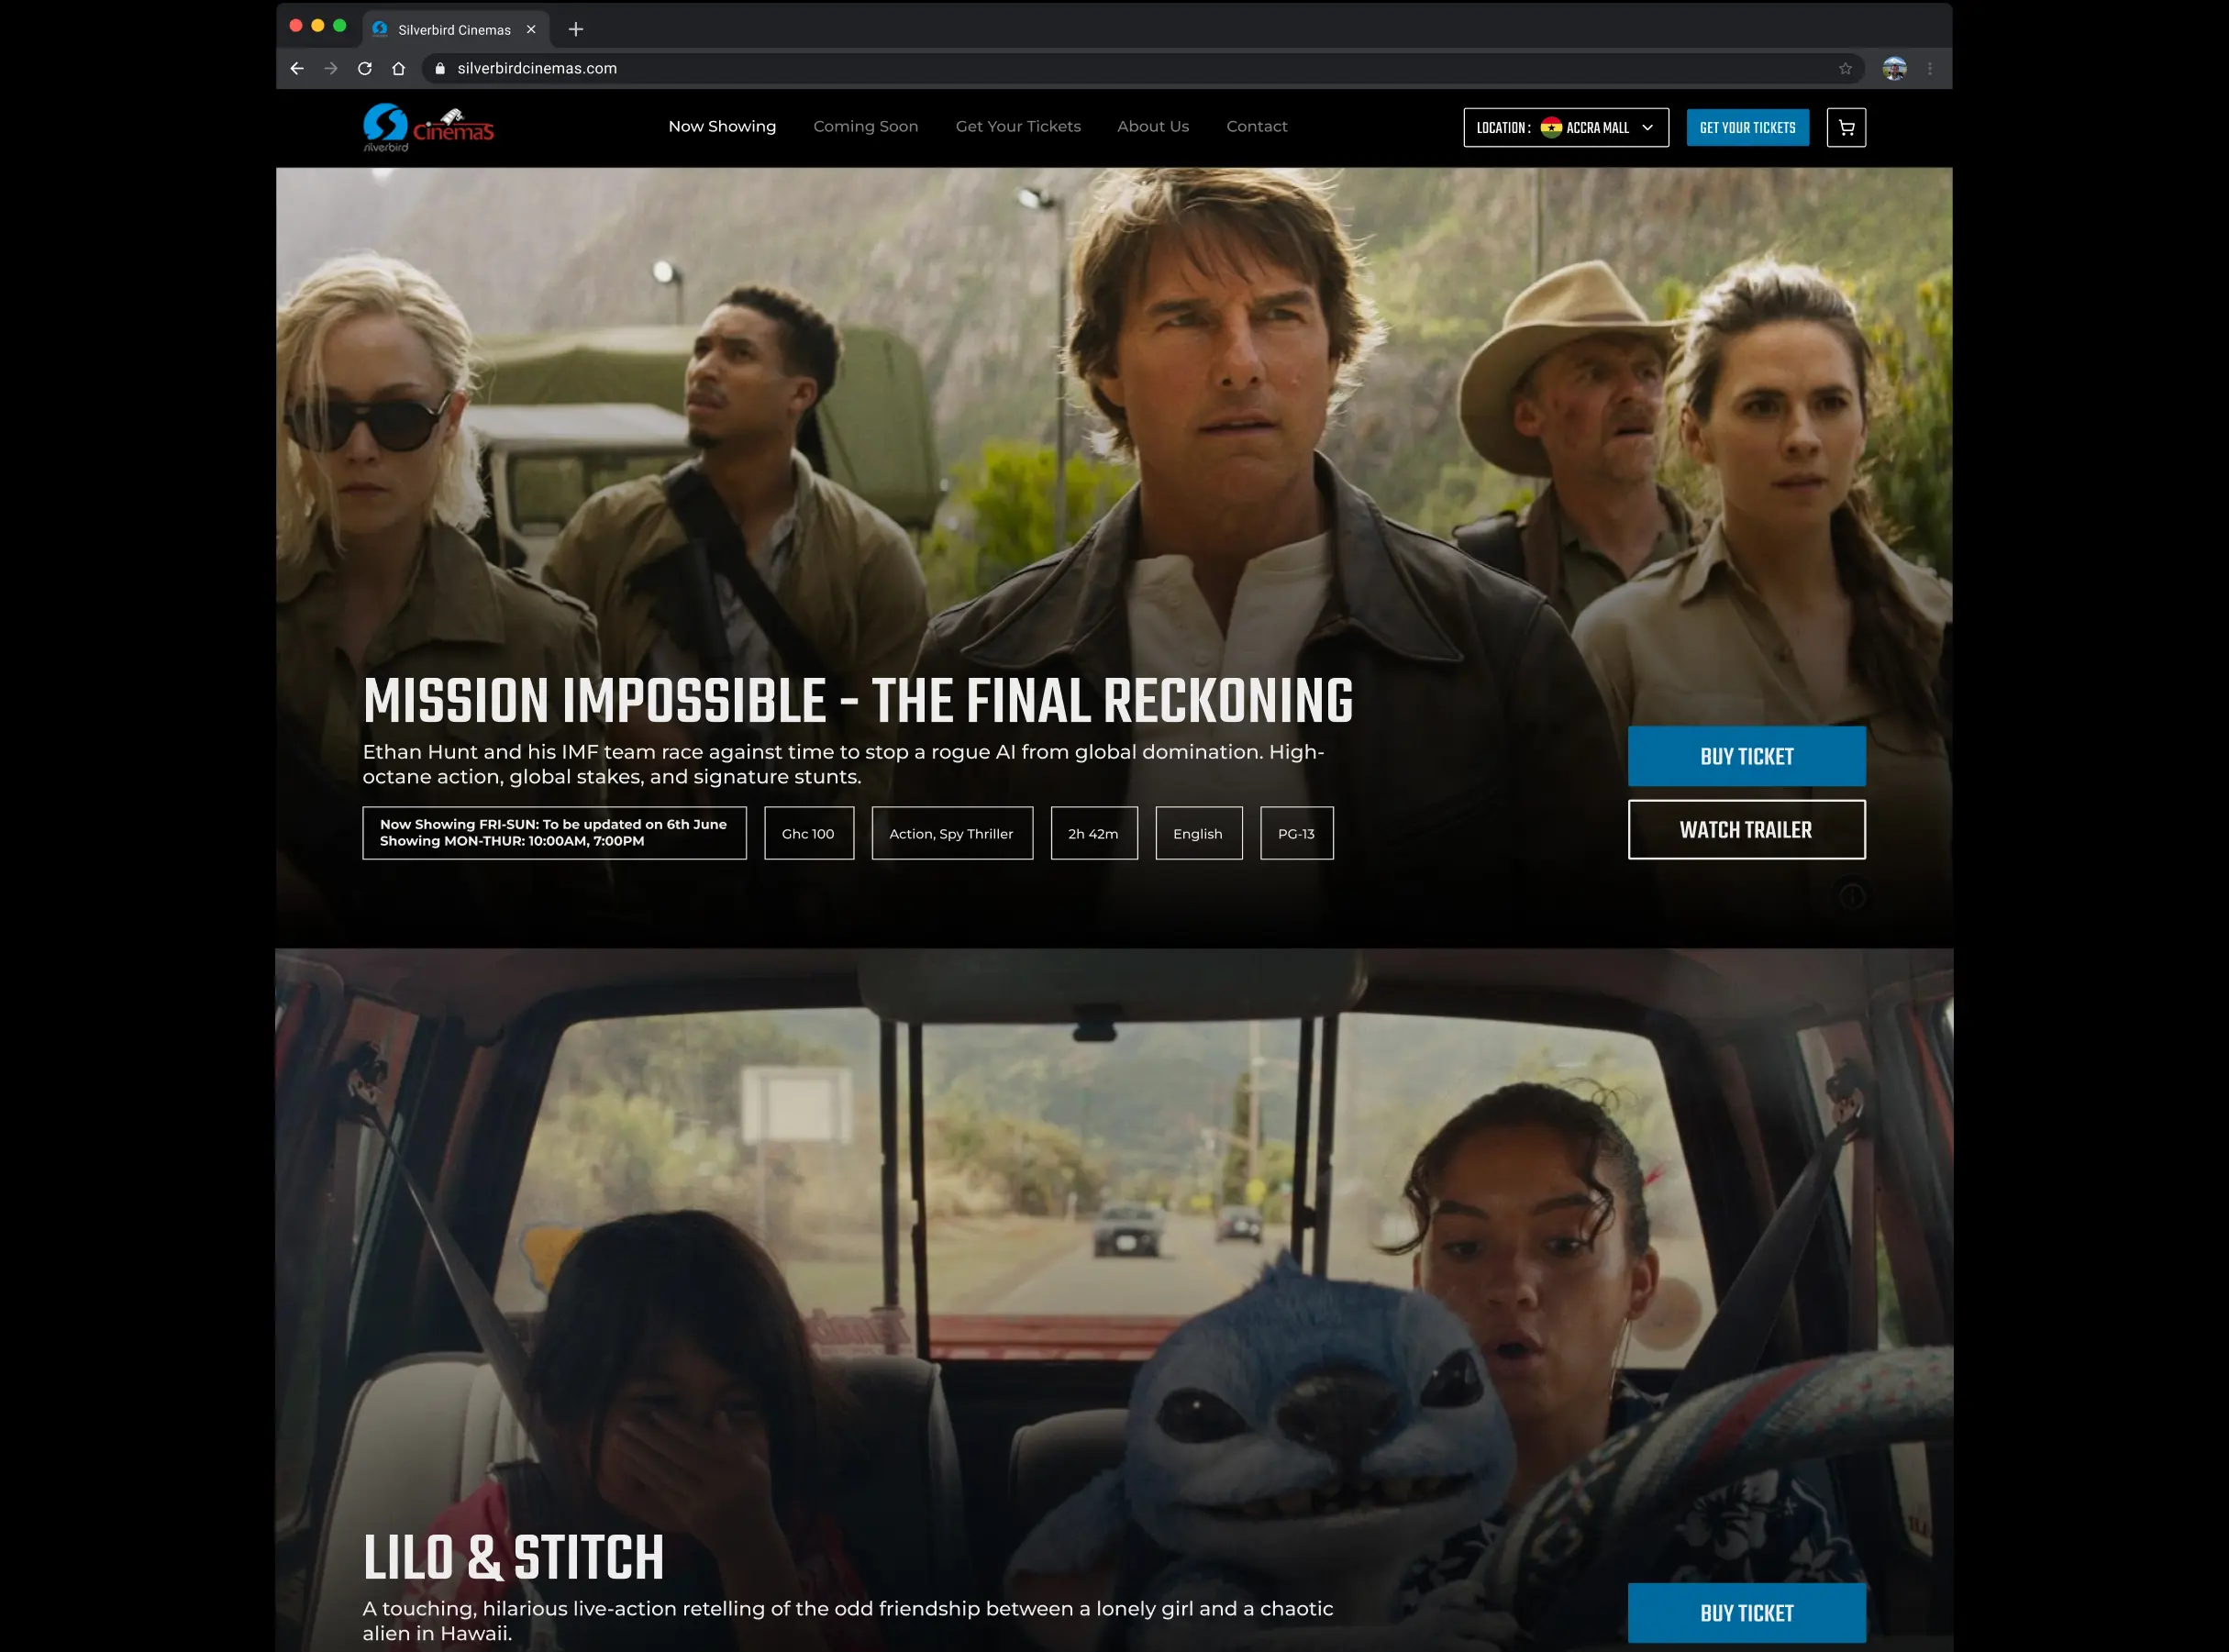 Silverbird Cinemas
silverbirdcinemas.com
silverbird
Cinemas
Now Showing
Coming Soon
Get Your Tickets
About Us
Contact
LOCATION : ACCRA MALL
GET YOUR TICKETS
MISSION IMPOSSIBLE - THE FINAL RECKONING
Ethan Hunt and his IMF team race against time to stop a rogue AI from global domination. High-
octane action, global stakes, and signature stunts.
Now Showing FRI-SUN: To be updated on 6th June
Showing MON-THUR: 10:00AM, 7:00PM
Ghc 100
Action, Spy Thriller
2h 42m
English
PG-13
BUY TICKET
WATCH TRAILER
LILO & STITCH
A touching, hilarious live-action retelling of the odd friendship between a lonely girl and a chaotic
alien in Hawaii.
BUY TICKET